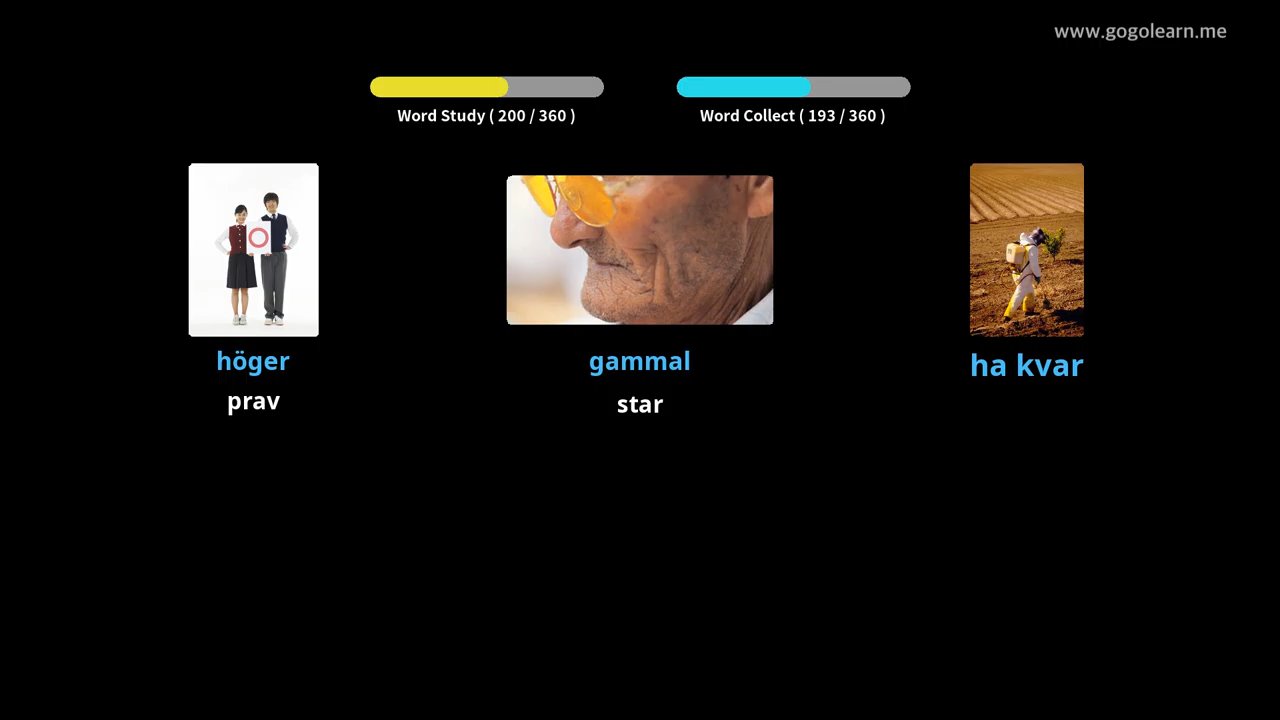 www.gogolearn.me
Word Study ( 200 / 360 )
Word Collect ( 193 / 360 )
höger
gammal
ha kvar
prav
star